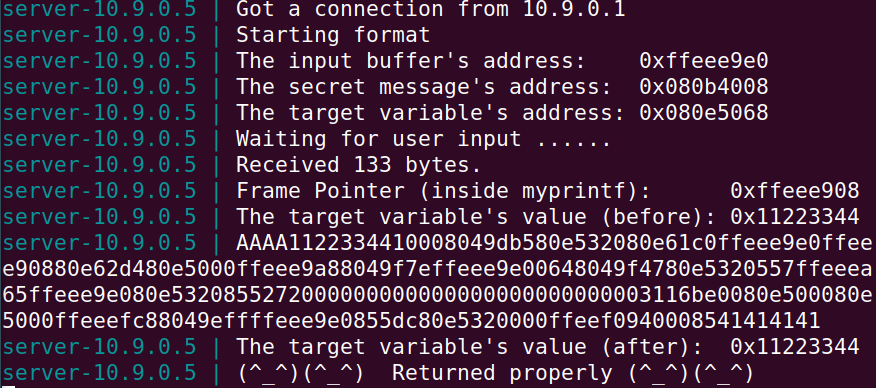 server-10.9.0.5 | Got a connection from 10.9.0.1
server-10.9.0.5 | Starting format
server-10.9.0.5 | The input buffer's address:    0xffeee9e0
server-10.9.0.5 | The secret message's address:  0x080b4008
server-10.9.0.5 | The target variable's address: 0x080e5068
server-10.9.0.5 | Waiting for user input ......
server-10.9.0.5 | Received 133 bytes.
server-10.9.0.5 | Frame Pointer (inside myprintf):      0xffeee908
server-10.9.0.5 | The target variable's value (before): 0x11223344
server-10.9.0.5 | AAAA1122334410008049db580e532080e61c0ffeee9e0ffee
e90880e62d480e5000ffeee9a88049f7effeee9e00648049f4780e5320557ffeeea
65ffeee9e080e5320855272000000000000000000000000003116be0080e500080e
5000ffeeefc88049effffeee9e0855dc80e5320000ffeef0940008541414141
server-10.9.0.5 | The target variable's value (after):  0x11223344
server-10.9.0.5 | (^_^)(^_^)  Returned properly (^_^)(^_^)